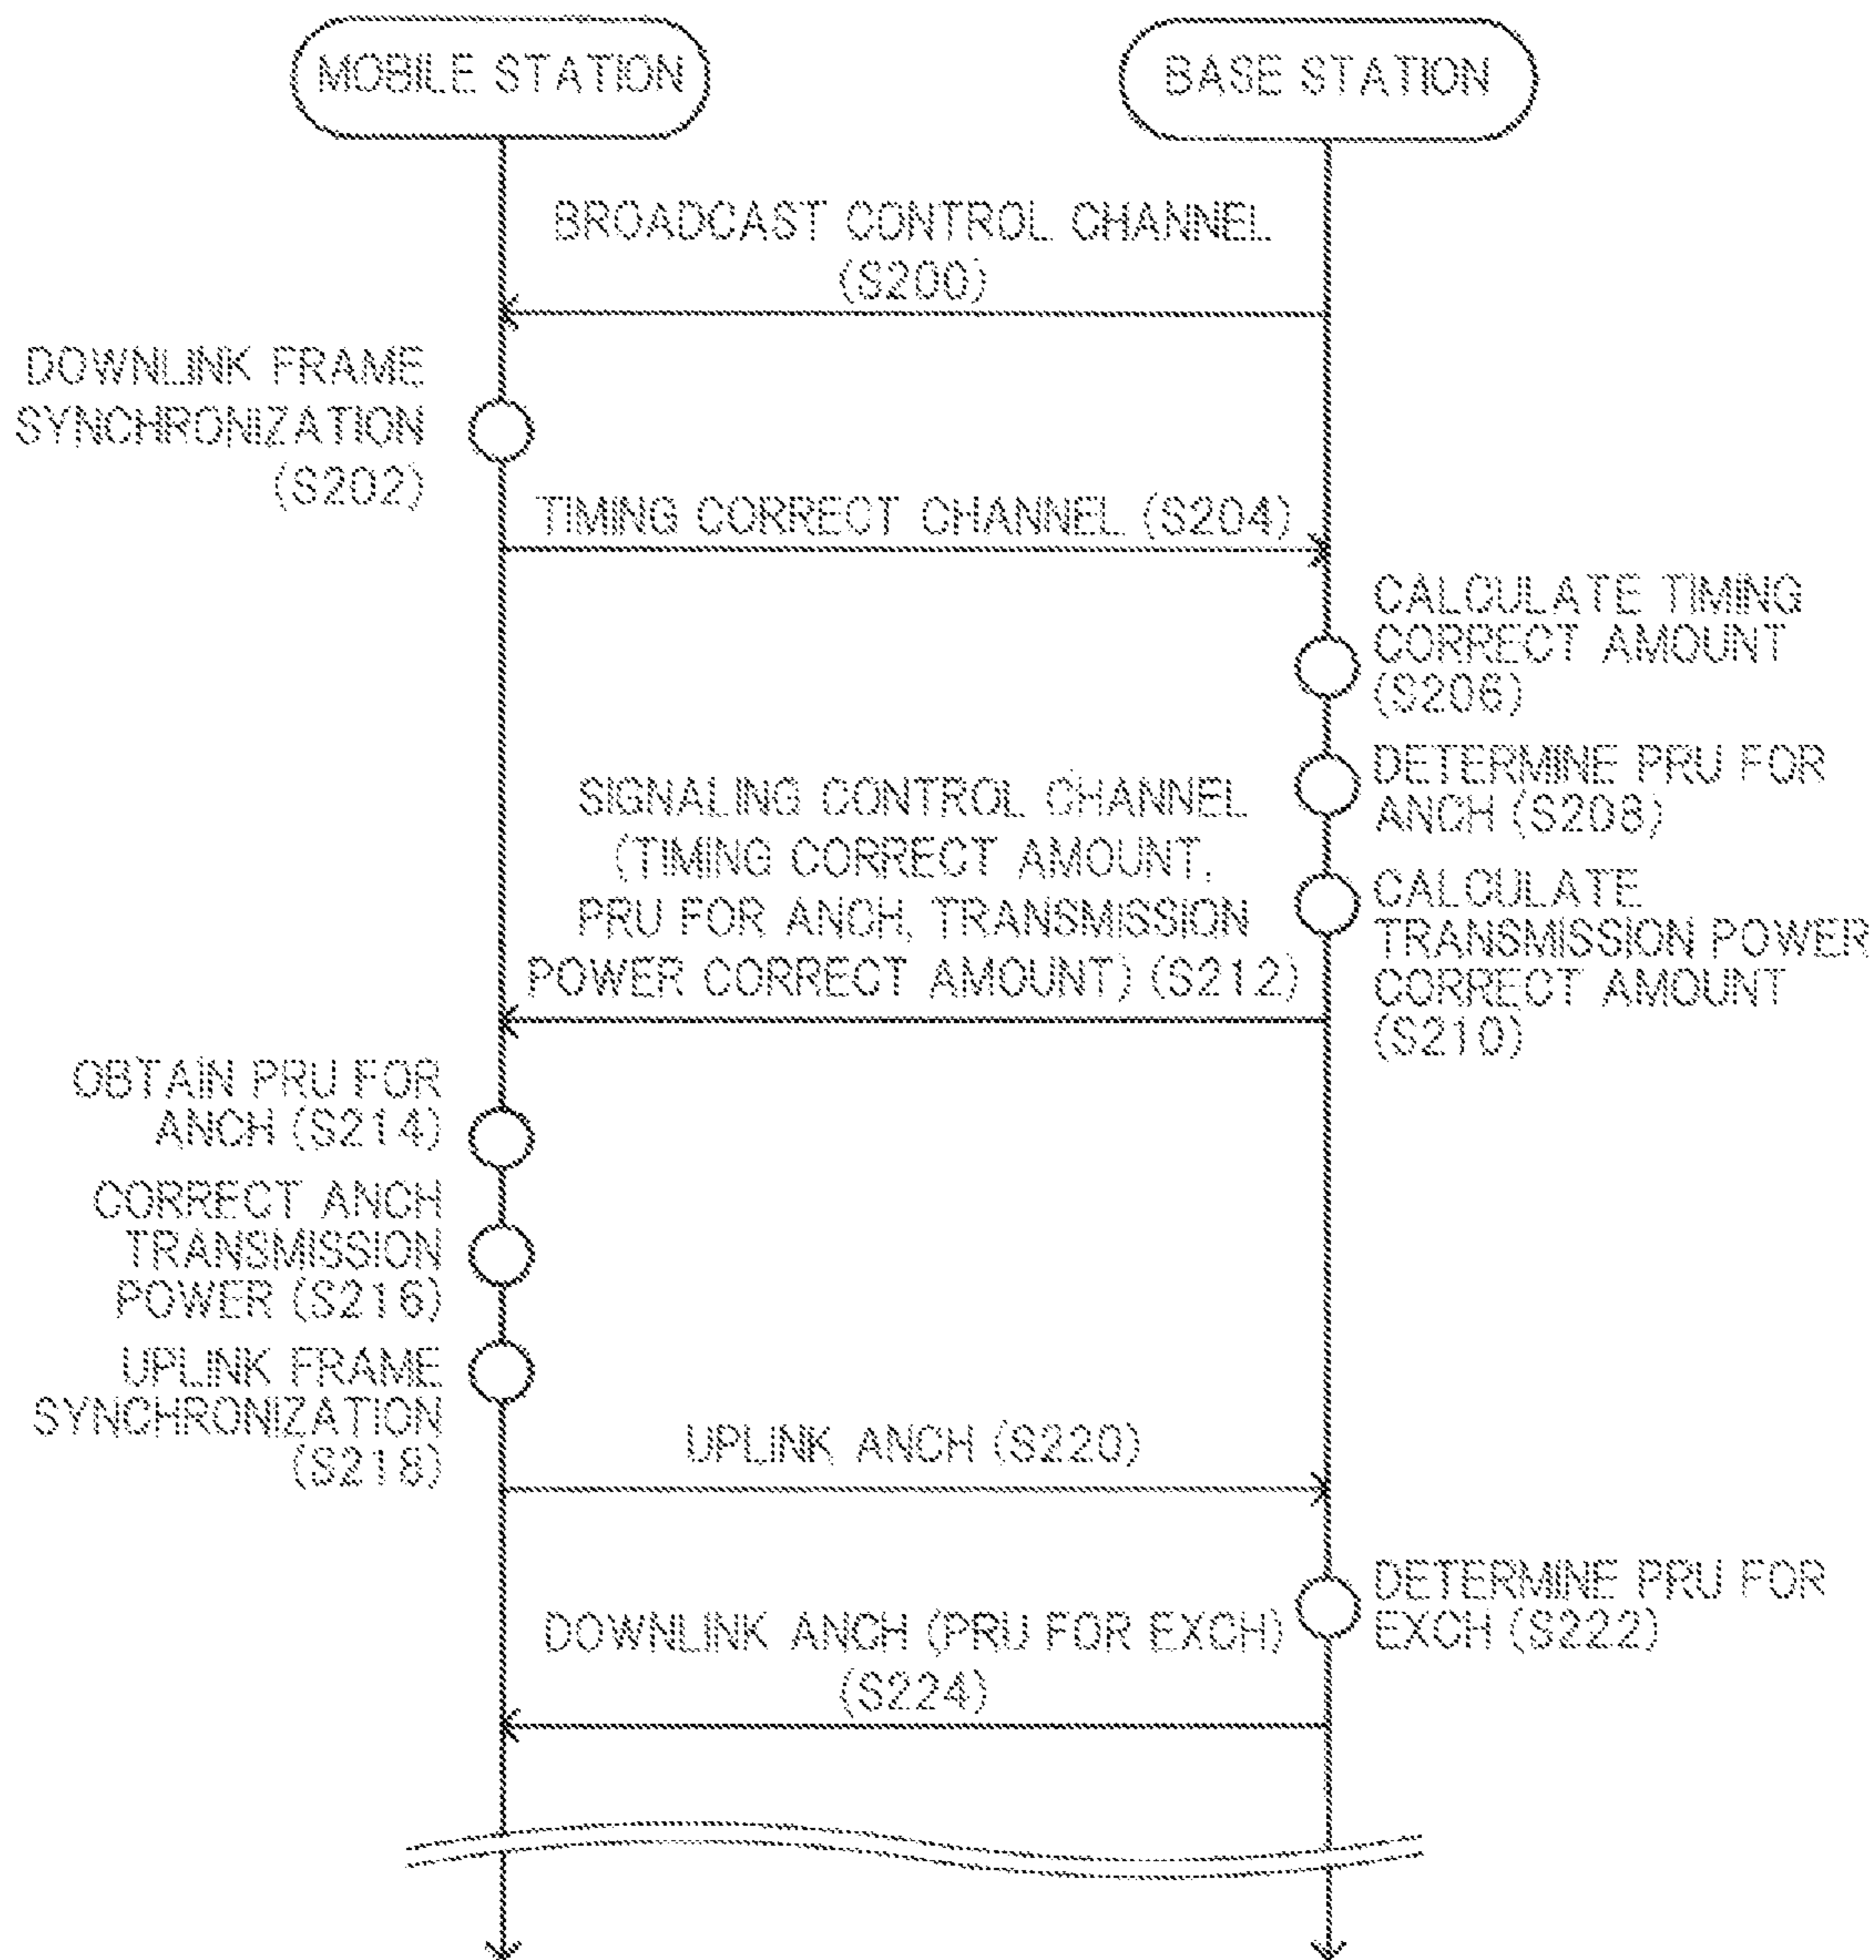 MOBILE STATION
BASE STATION
BROADCAST CONTROL CHANNEL
(S200)
DOWNLINK FRAME
SYNCHRONIZATION
(S202)
TIMING CORRECT CHANNEL (S204)
CALCULATE TIMING
CORRECT AMOUNT
(S206)
DETERMINE PRU FOR
ANCH (S208)
CALCULATE
TRANSMISSION POWER
CORRECT AMOUNT
(S210)
SIGNALING CONTROL CHANNEL
(TIMING CORRECT AMOUNT,
PRU FOR ANCH, TRANSMISSION
POWER CORRECT AMOUNT) (S212)
OBTAIN PRU FOR
ANCH (S214)
CORRECT ANCH
TRANSMISSION
POWER (S216)
UPLINK FRAME
SYNCHRONIZATION
(S218)
UPLINK ANCH (S220)
DETERMINE PRU FOR
EXCH (S222)
DOWNLINK ANCH (PRU FOR EXCH)
(S224)